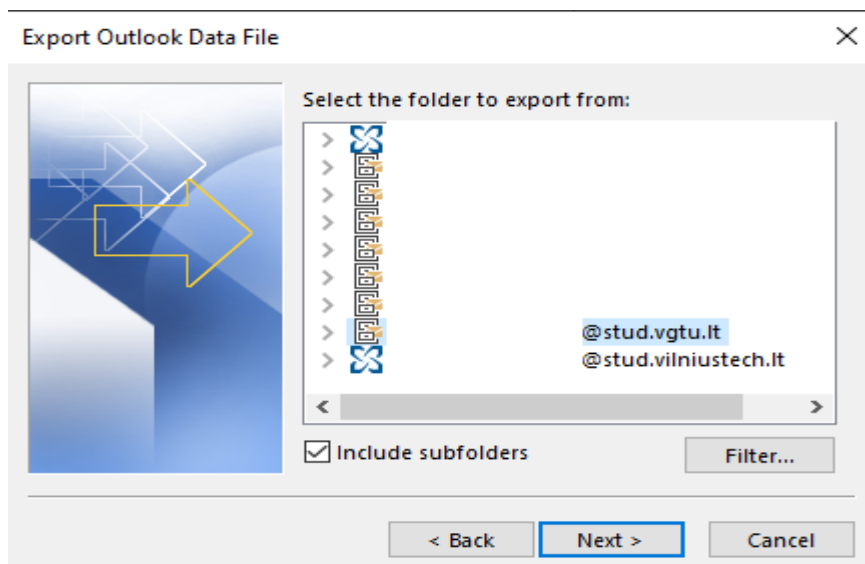 Export Outlook Data File
Select the folder to export from:
@stud.vgtu.lt
@stud.vilniustech.lt
Include subfolders
Filter...
< Back
Next >
Cancel